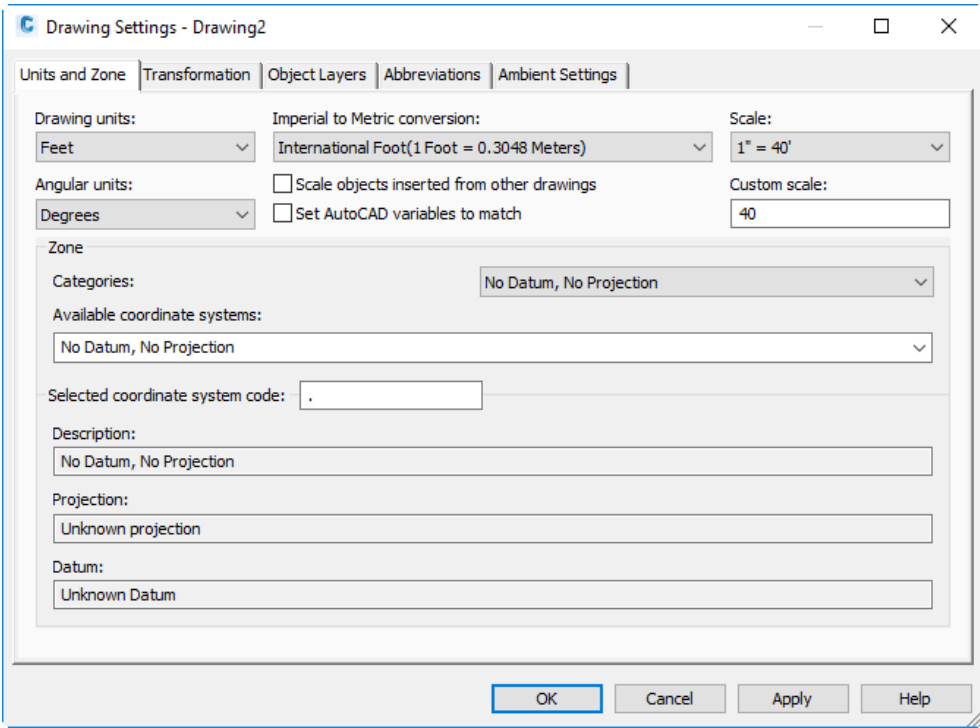 Drawing Settings - Drawing2
Units and Zone Transformation Object Layers Abbreviations Ambient Settings
Drawing units: Imperial to Metric conversion: Scale:
Feet International Foot(1 Foot = 0.3048 Meters) 1" = 40'
Angular units: Scale objects inserted from other drawings Custom scale:
Degrees Set AutoCAD variables to match 40
Zone
Categories: No Datum, No Projection
Available coordinate systems:
No Datum, No Projection
Selected coordinate system code: .
Description:
No Datum, No Projection
Projection:
Unknown projection
Datum:
Unknown Datum
OK Cancel Apply Help